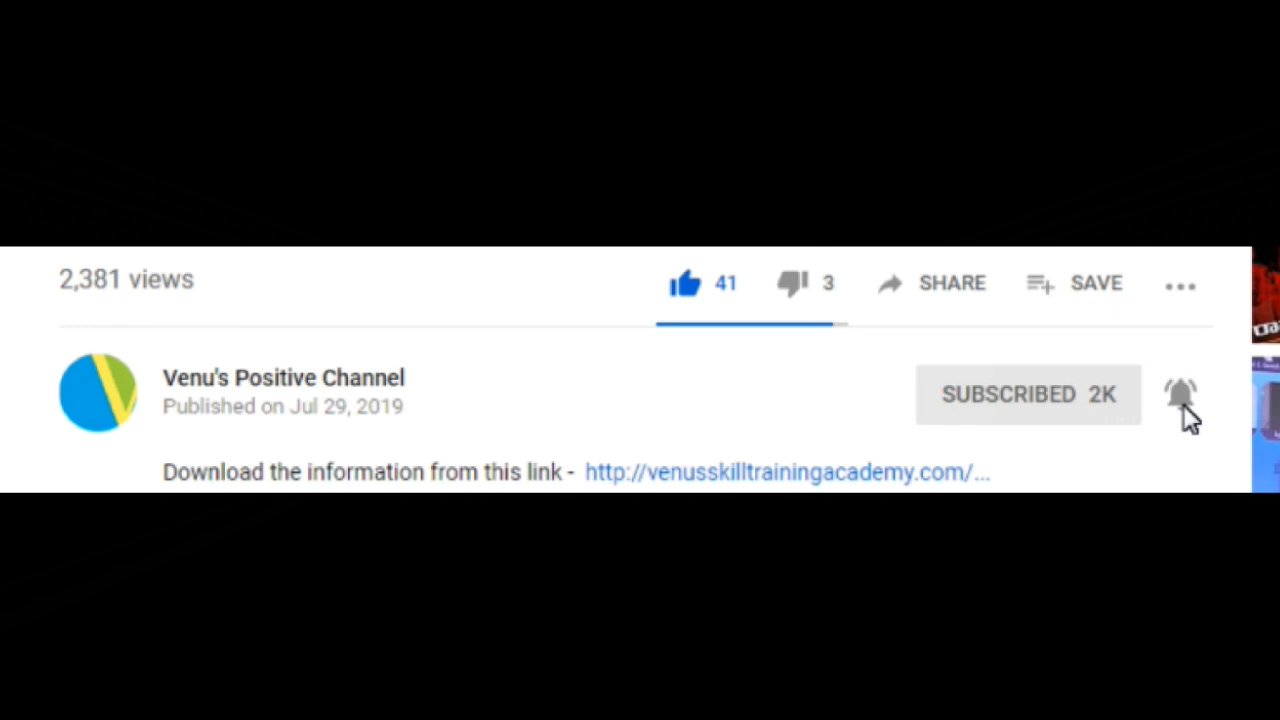 2,381 views
41 3 SHARE SAVE
Venu's Positive Channel
Published on Jul 29, 2019
SUBSCRIBED 2K
Download the information from this link - http://venusskilltrainingacademy.com/...